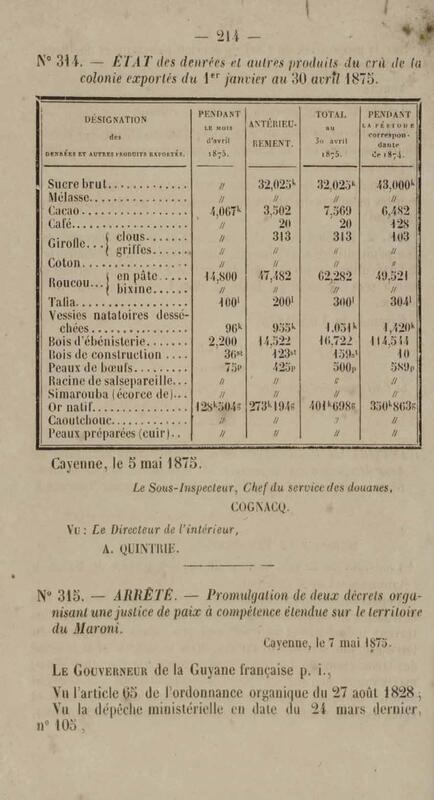 — 214 —
N° 314. — ÉTAT des denrées et autres produits du crû de la
colonie exportés du 1er janvier au 30 avril 1875.
DÉSIGNATION des DENRÉES ET AUTRES PRODUITS EXPORTÉS. | PENDANT LE MOIS d'avril 1875. | ANTÉRIEU-REMENT. | TOTAL au 30 avril 1875. | PENDANT LA PÉRIODE correspondante de 1874.
Sucre brut.............. | // | 32,025k | 32,025k | 43,000k
Mélasse................. | // | // | // | //
Cacao................... | 4,067k | 3,502 | 7,569 | 6,482
Café.................... | // | 20 | 20 | 128
Girofle... { clous....... | // | 313 | 313 | 103
griffes...... | // | // | // | //
Coton................... | // | // | // | //
Roucou... { en pâte...... | 14,800 | 47,482 | 62,282 | 49,521
bixine....... | // | // | // | //
Tafia................... | 100l | 200l | 300l | 304l
Vessies natatoires dessé-
chées................ | 96k | 955k | 1,051k | 1,420k
Bois d'ébénisterie....... | 2,200 | 14,522 | 16,722 | 114,544
Bois de construction .... | 36st | 123st | 159st | 10
Peaux de bœufs.......... | 75p | 425p | 500p | 589p
Racine de salsepareille... | // | // | // | //
Simarouba (écorce de)... | // | // | // | //
Or natif................ | 128k504g | 273k194g | 401k698g | 350k863g
Caoutchouc.............. | // | // | // | //
Peaux préparées (cuir).. | // | // | // | //
Cayenne, le 5 mai 1875.
Le Sous-Inspecteur, Chef du service des douanes,
COGNACQ.
VU : Le Directeur de l'intérieur,
A. QUINTRIE.
N° 315. — ARRÊTÉ. — Promulgation de deux décrets orga-
nisant une justice de paix à compétence étendue sur le territoire
du Maroni.
Cayenne, le 7 mai 1875.
LE GOUVERNEUR de la Guyane française p. i.,
Vu l'article 65 de l'ordonnance organique du 27 août 1828 ;
Vu la dépêche ministérielle en date du 24 mars dernier,
n° 105,